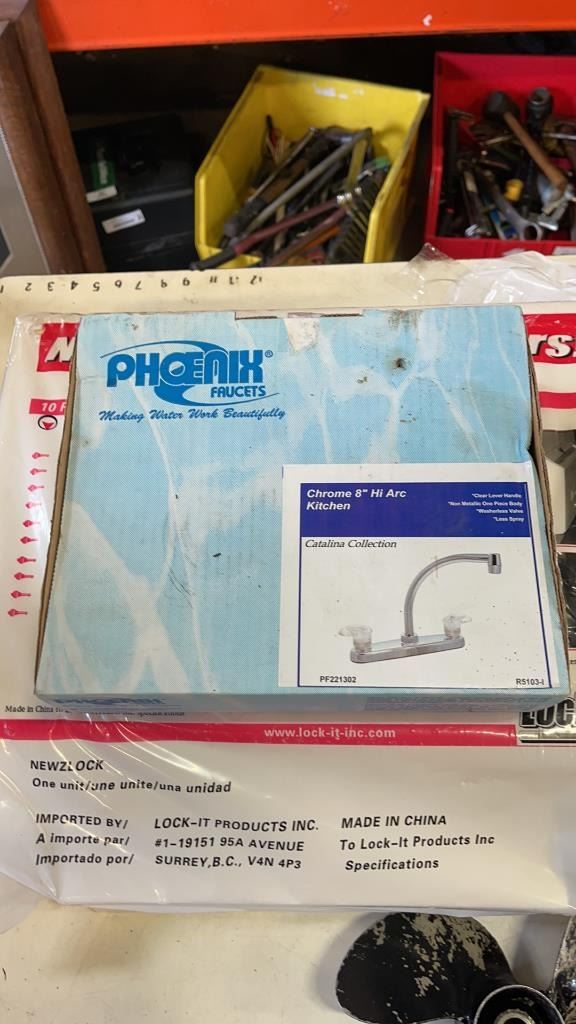 PHOENIX®
FAUCETS
Making Water Work Beautifully
Chrome 8" Hi Arc
Kitchen
*Clear Lever Handle
*Non Metallic One Piece Body
*Washerless Valve
*Less Spray
Catalina Collection
PF221302
R5103-I
Made in China
www.lock-it-inc.com
NEWZLOCK
One unit/une unite/una unidad
IMPORTED BY/ LOCK-IT PRODUCTS INC. MADE IN CHINA
A importe par/ #1-19151 95A AVENUE To Lock-It Products Inc
Importado por/ SURREY,B.C., V4N 4P3 Specifications